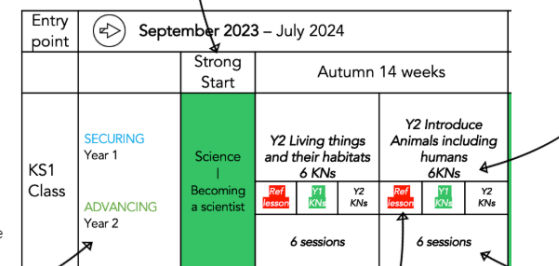 Entry
point
September 2023 – July 2024
Strong
Start
Autumn 14 weeks
KS1
Class
SECURING
Year 1
ADVANCING
Year 2
Science
|
Becoming
a scientist
Y2 Living things
and their habitats
6 KNs
Ref
lesson
Y1
KNs
Y2
KNs
6 sessions
Y2 Introduce
Animals including
humans
6KNs
Ref
lesson
Y1
KNs
Y2
KNs
6 sessions